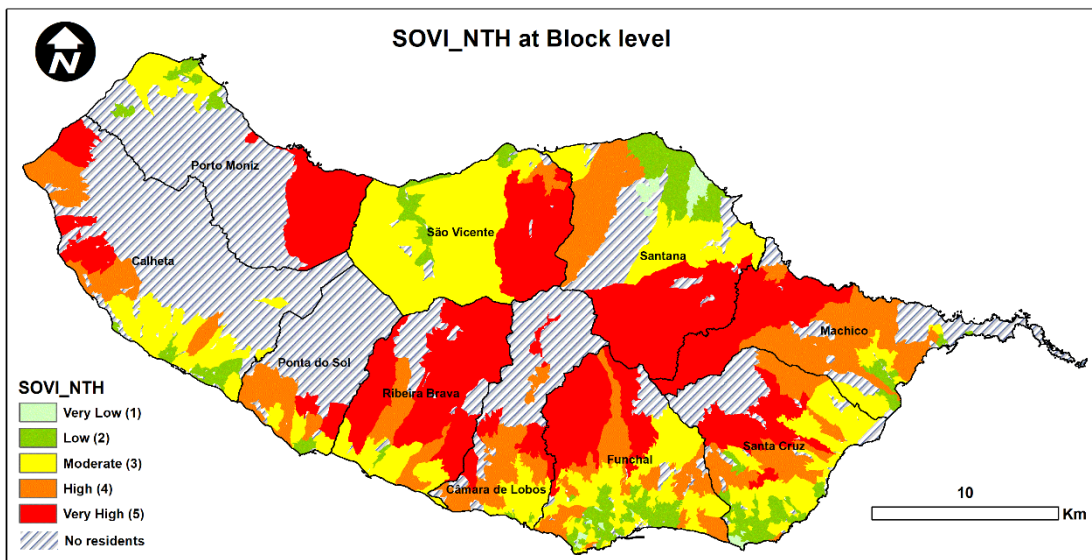 SOVI_NTH at Block level
N
Porto Moniz
São Vicente
Santana
Calheta
Machico
Ponta do Sol
Ribeira Brava
Santa Cruz
Funchal
Câmara de Lobos
SOVI_NTH
Very Low (1)
Low (2)
Moderate (3)
High (4)
Very High (5)
No residents
10
Km